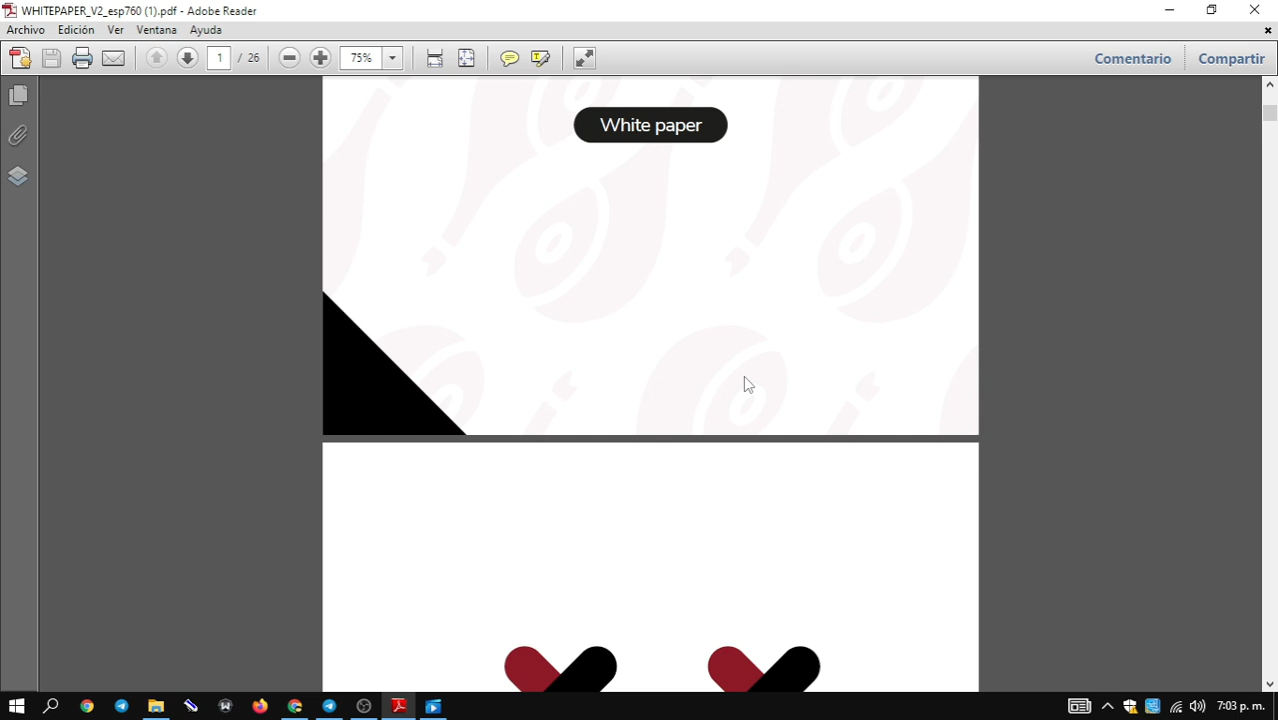 WHITEPAPER_V2_esp760 (1).pdf - Adobe Reader
Archivo Edición Ver Ventana Ayuda
1 / 26 75% Comentario Compartir
White paper
7:03 p. m.